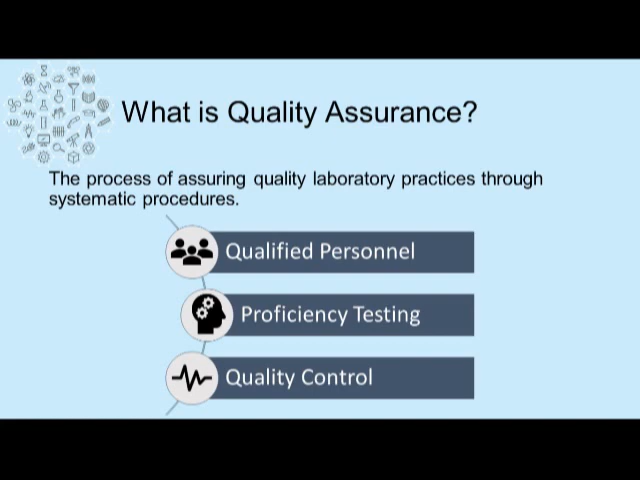 What is Quality Assurance?
The process of assuring quality laboratory practices through
systematic procedures.
Qualified Personnel
Proficiency Testing
Quality Control